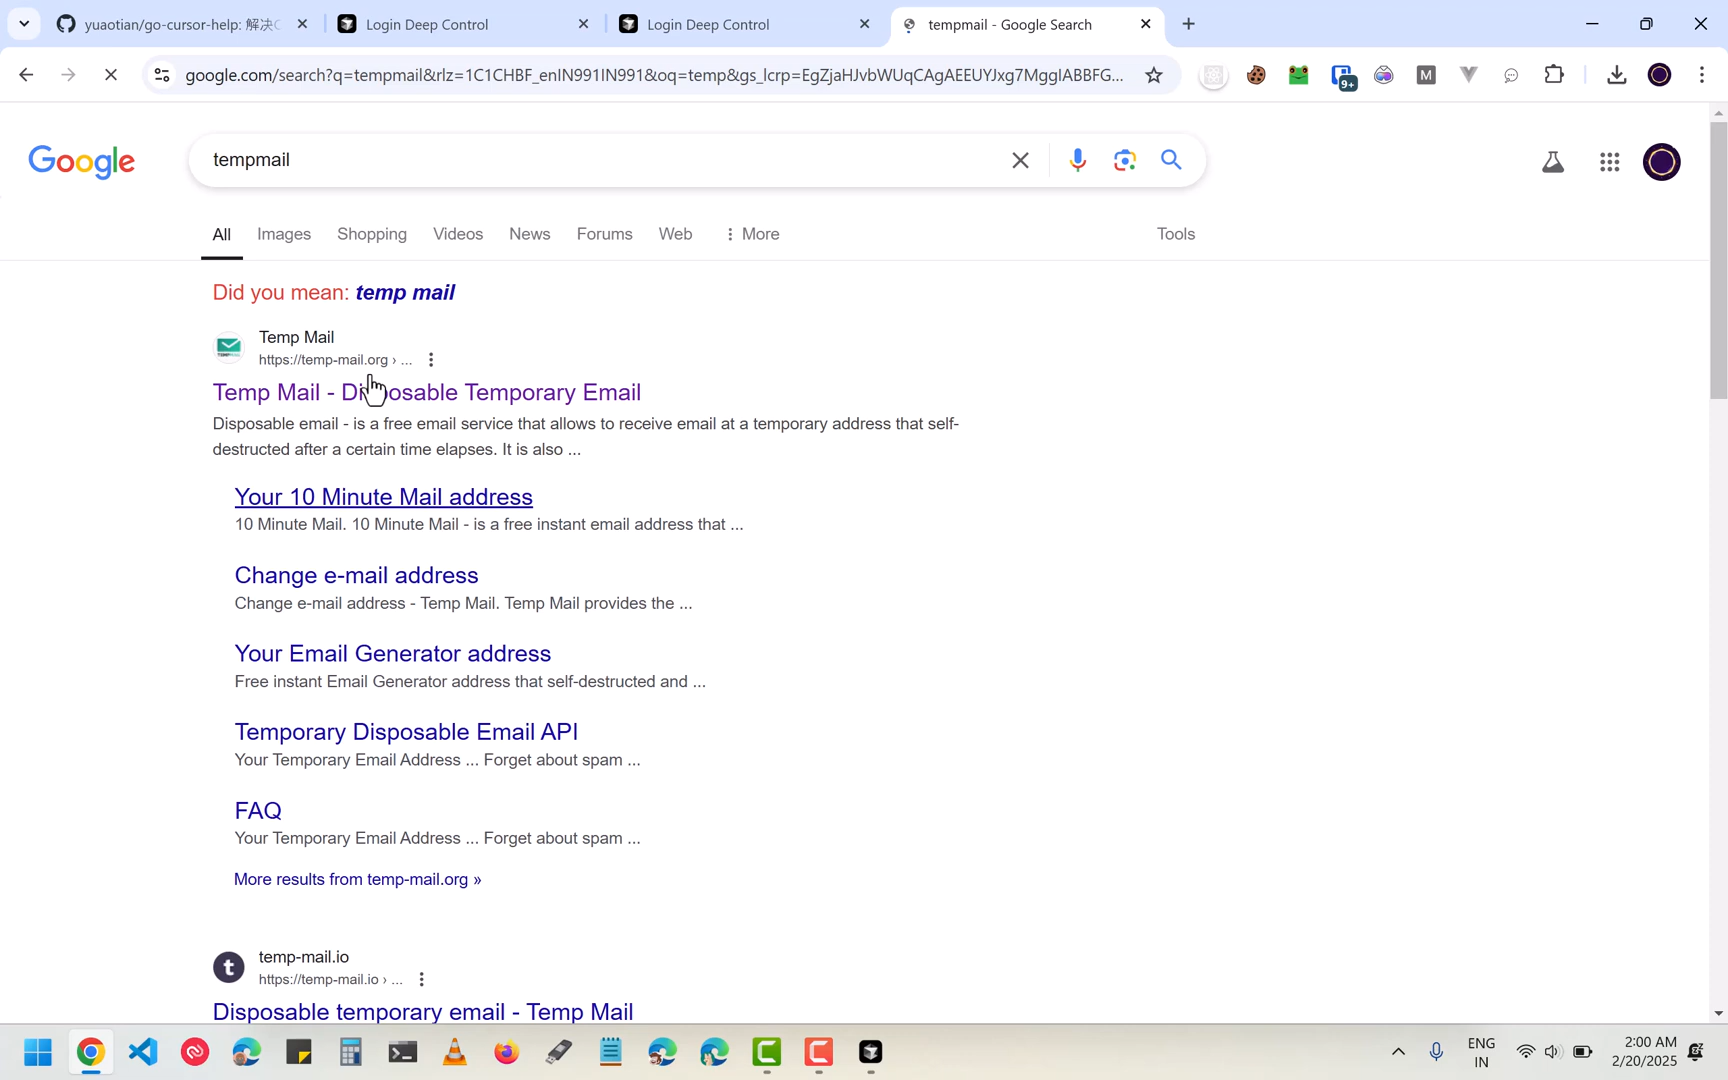 yuaotian/go-cursor-help: 解决
Login Deep Control
Login Deep Control
tempmail - Google Search
google.com/search?q=tempmail&rlz=1C1CHBF_enIN991IN991&oq=temp&gs_lcrp=EgZjaHJvbWUqCAgAEEUYJxg7MggIABBFG...
9+
M
Google
tempmail
All
Images
Shopping
Videos
News
Forums
Web
More
Tools
Did you mean: temp mail
Temp Mail
https://temp-mail.org › ...
Temp Mail - Disposable Temporary Email
Disposable email - is a free email service that allows to receive email at a temporary address that self-
destructed after a certain time elapses. It is also ...
Your 10 Minute Mail address
10 Minute Mail. 10 Minute Mail - is a free instant email address that ...
Change e-mail address
Change e-mail address - Temp Mail. Temp Mail provides the ...
Your Email Generator address
Free instant Email Generator address that self-destructed and ...
Temporary Disposable Email API
Your Temporary Email Address ... Forget about spam ...
FAQ
Your Temporary Email Address ... Forget about spam ...
More results from temp-mail.org »
t
temp-mail.io
https://temp-mail.io › ...
Disposable temporary email - Temp Mail
ENG
IN
2:00 AM
2/20/2025